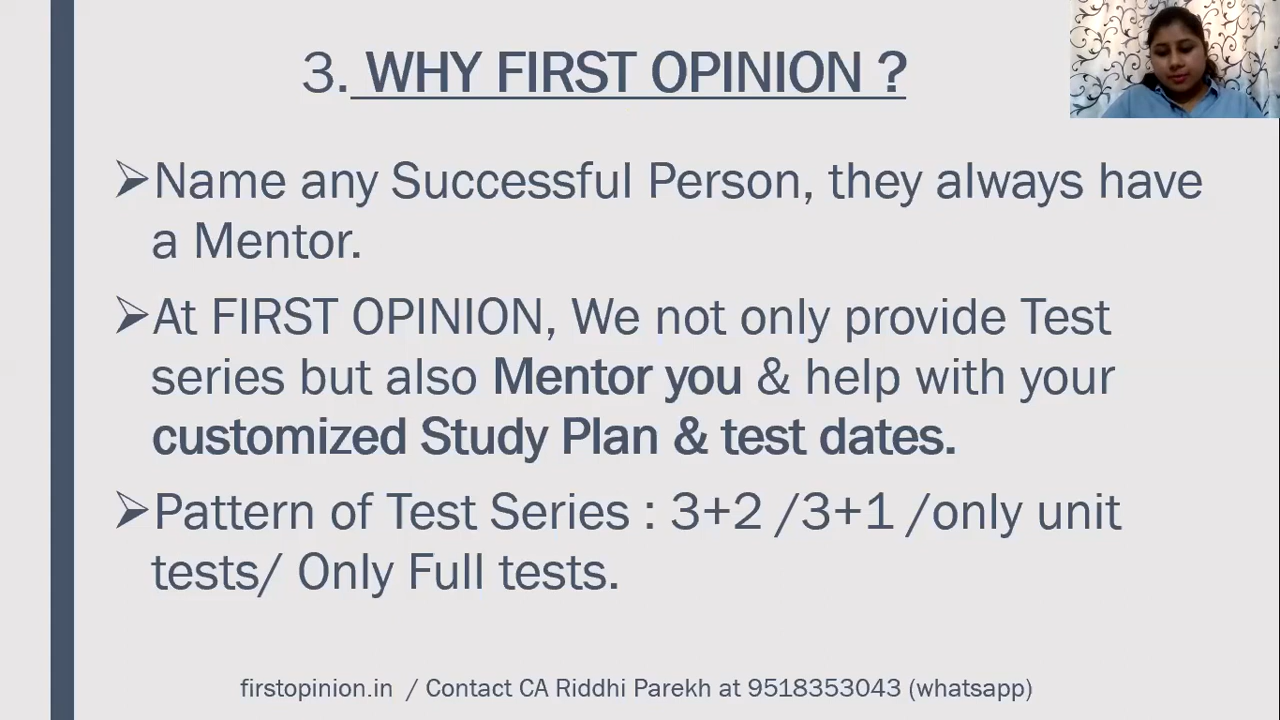 3. WHY FIRST OPINION ?
➢Name any Successful Person, they always have
a Mentor.
➢At FIRST OPINION, We not only provide Test
series but also Mentor you & help with your
customized Study Plan & test dates.
➢Pattern of Test Series : 3+2 /3+1 /only unit
tests/ Only Full tests.
firstopinion.in / Contact CA Riddhi Parekh at 9518353043 (whatsapp)